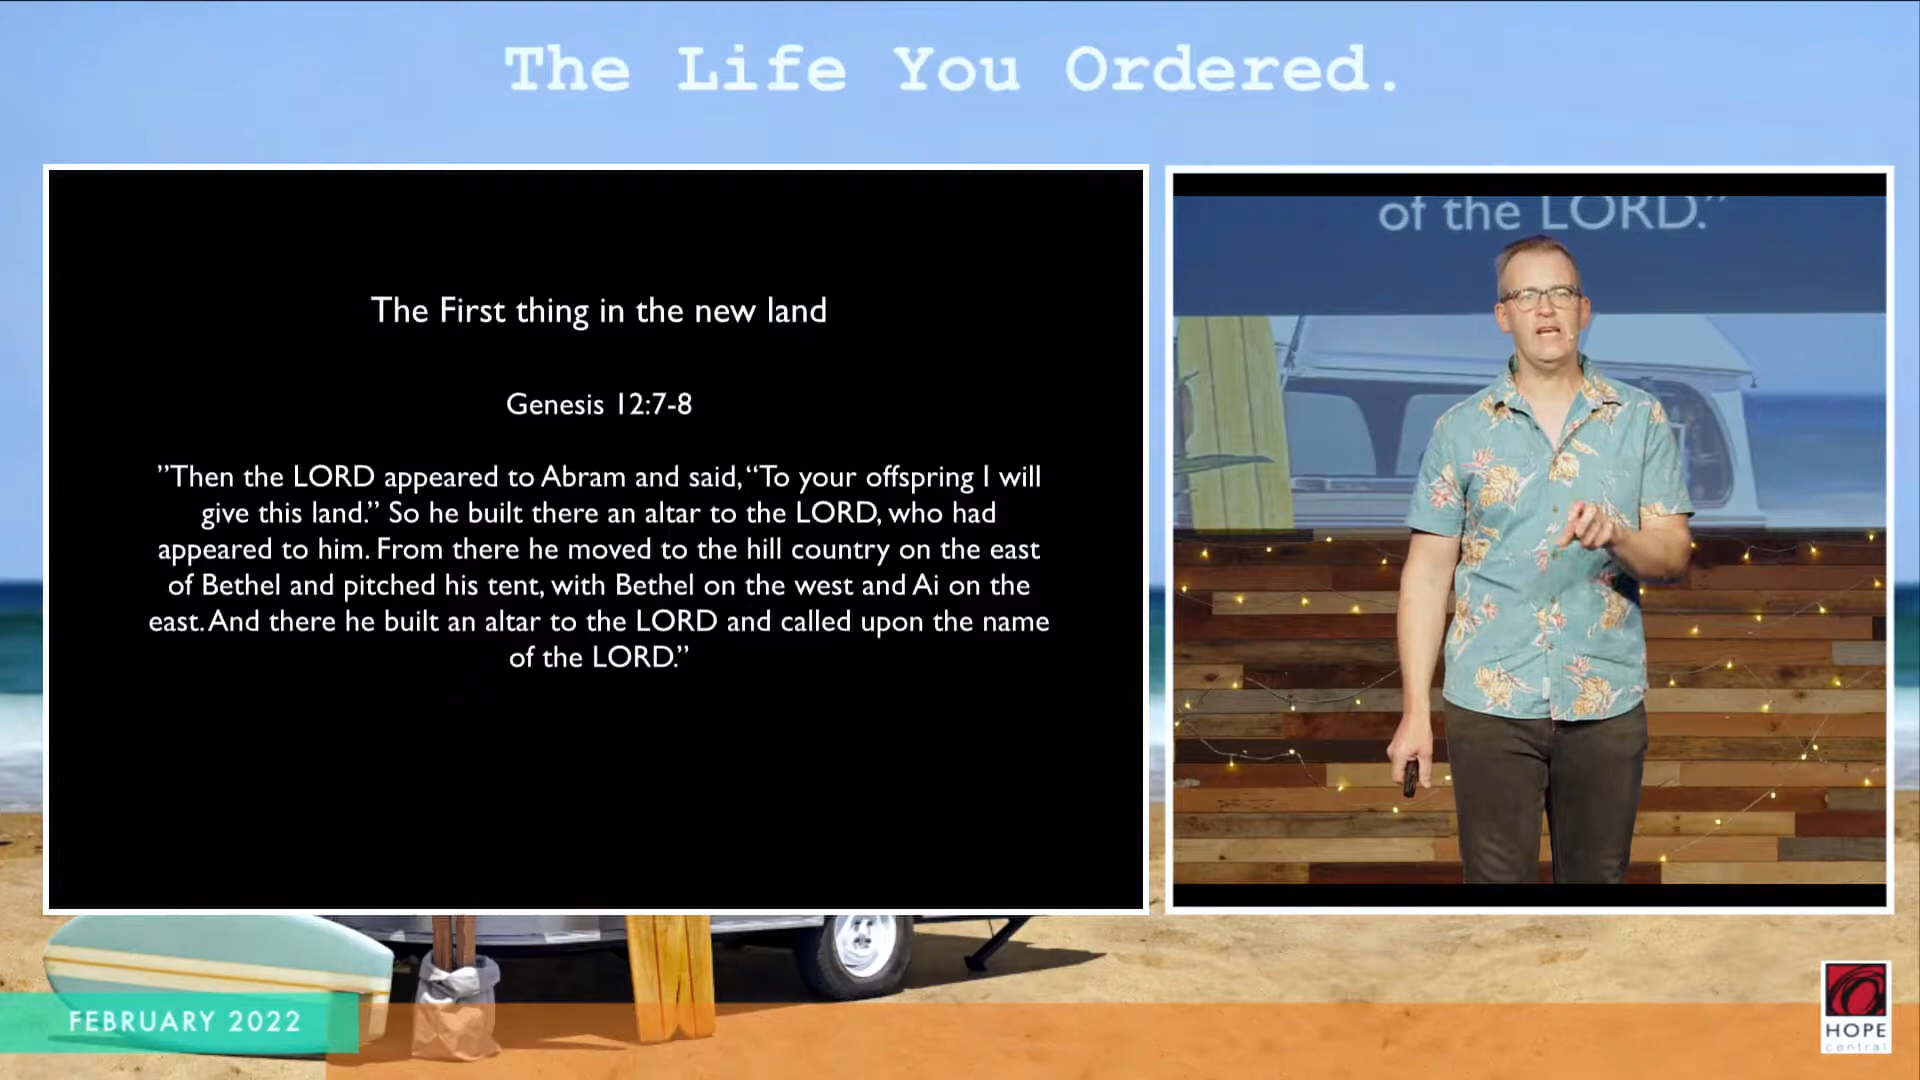 The Life You Ordered.
The First thing in the new land
Genesis 12:7-8
”Then the LORD appeared to Abram and said, “To your offspring I will
give this land.” So he built there an altar to the LORD, who had
appeared to him. From there he moved to the hill country on the east
of Bethel and pitched his tent, with Bethel on the west and Ai on the
east. And there he built an altar to the LORD and called upon the name
of the LORD.”
of the LORD.”
FEBRUARY 2022
HOPE
central